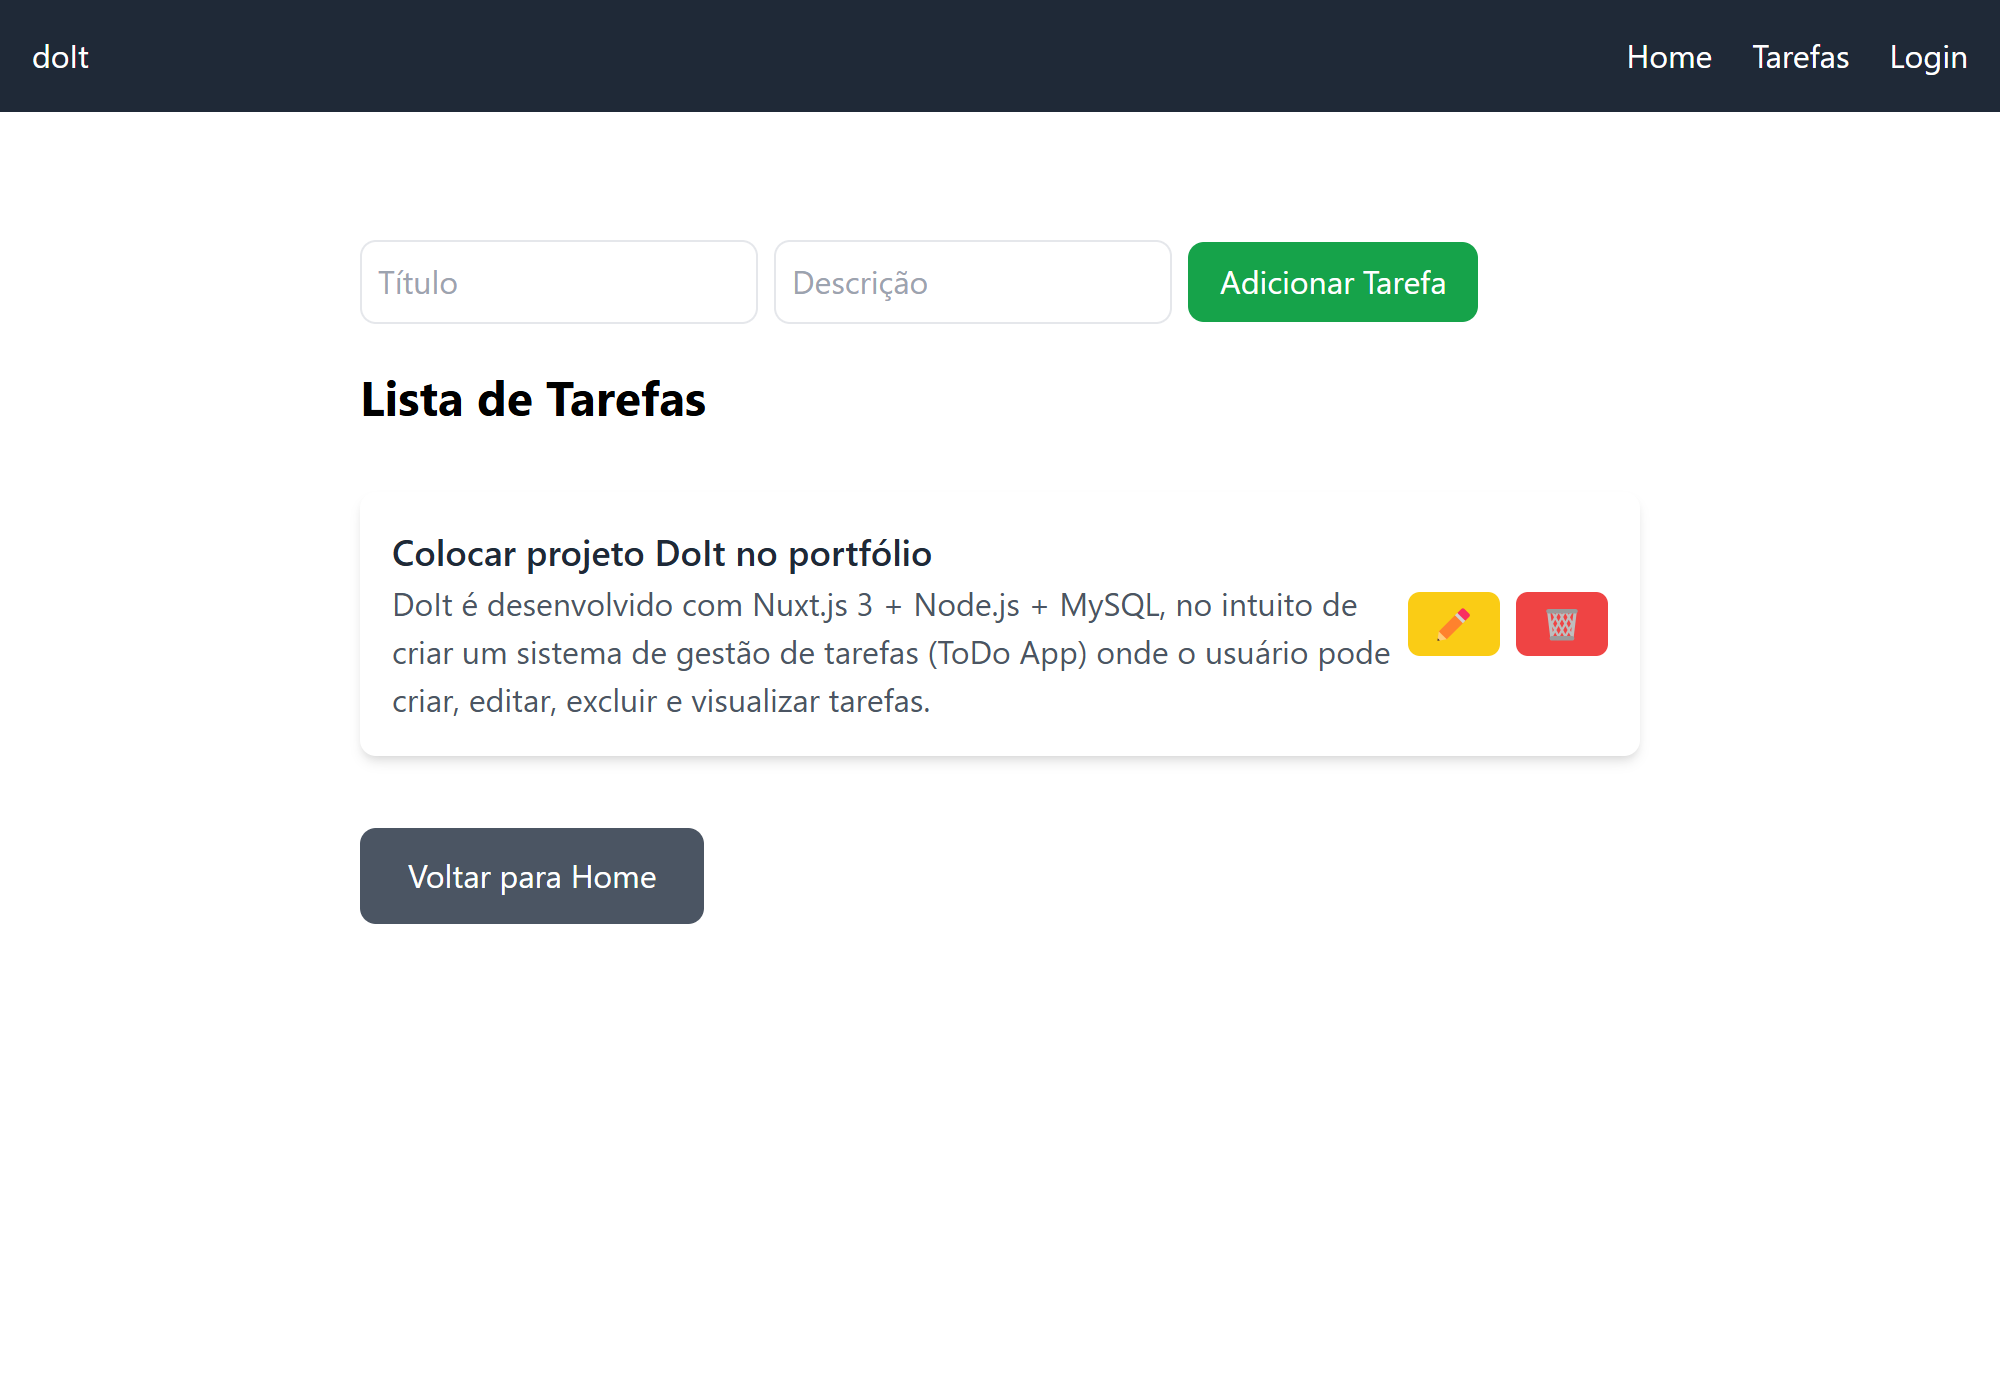 doIt
Home Tarefas Login
Título
Descrição
Adicionar Tarefa
Lista de Tarefas
Colocar projeto DoIt no portfólio
DoIt é desenvolvido com Nuxt.js 3 + Node.js + MySQL, no intuito de
criar um sistema de gestão de tarefas (ToDo App) onde o usuário pode
criar, editar, excluir e visualizar tarefas.
Voltar para Home